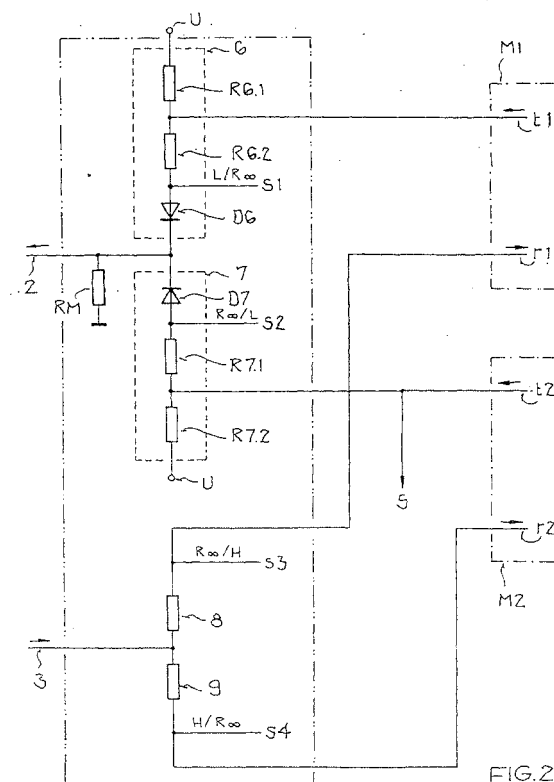 U
6
M1
R6.1
t1
R6.2
L/R∞
S1
D6
7
r1
2
D7
RM
R∞/L
S2
R7.1
t2
R7.2
U
S
r2
R∞/H
S3
M2
8
3
9
H/R∞
S4
FIG.2